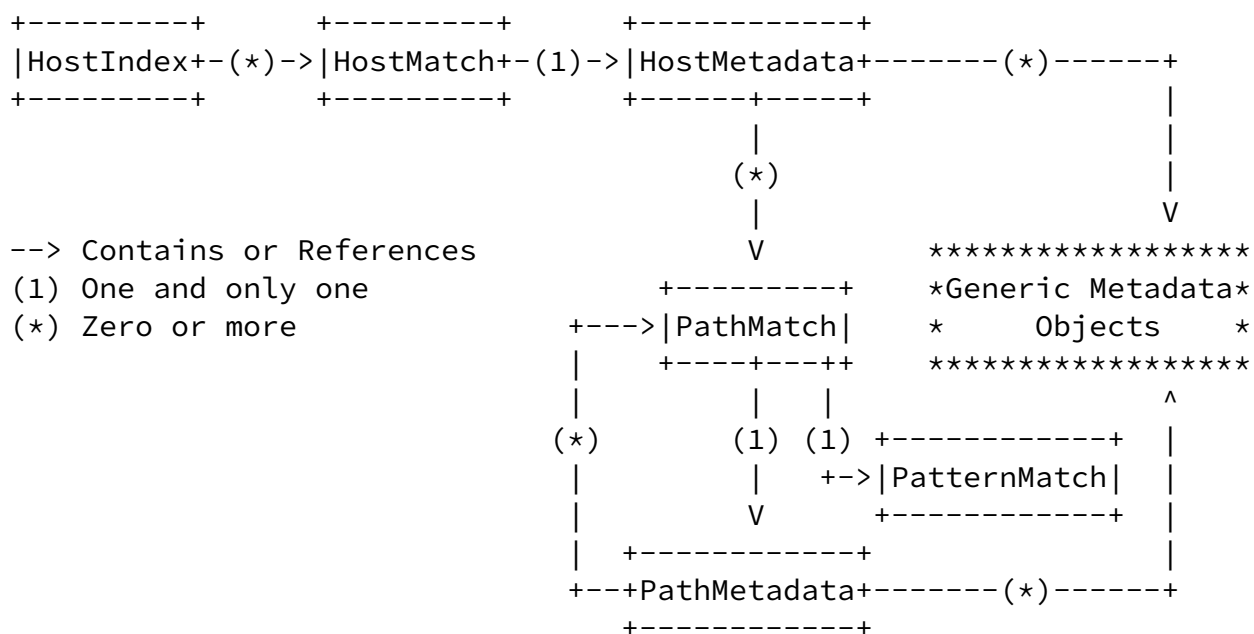 +---------+      +---------+      +------------+
|HostIndex+-(*)->|HostMatch+-(1)->|HostMetadata+-------(*)------+
+---------+      +---------+      +------+-----+                |
                                         |                      |
                                        (*)                     |
                                         |                      V
--> Contains or References               V         ******************
(1) One and only one                +---------+    *Generic Metadata*
(*) Zero or more               +--->|PathMatch|    *     Objects    *
                               |    +----+---++    ******************
                               |         |   |                  ^
                              (*)       (1) (1) +------------+  |
                               |         |   +->|PatternMatch|  |
                               |         V      +------------+  |
                               |  +------------+                |
                               +--+PathMetadata+-------(*)------+
                                  +------------+